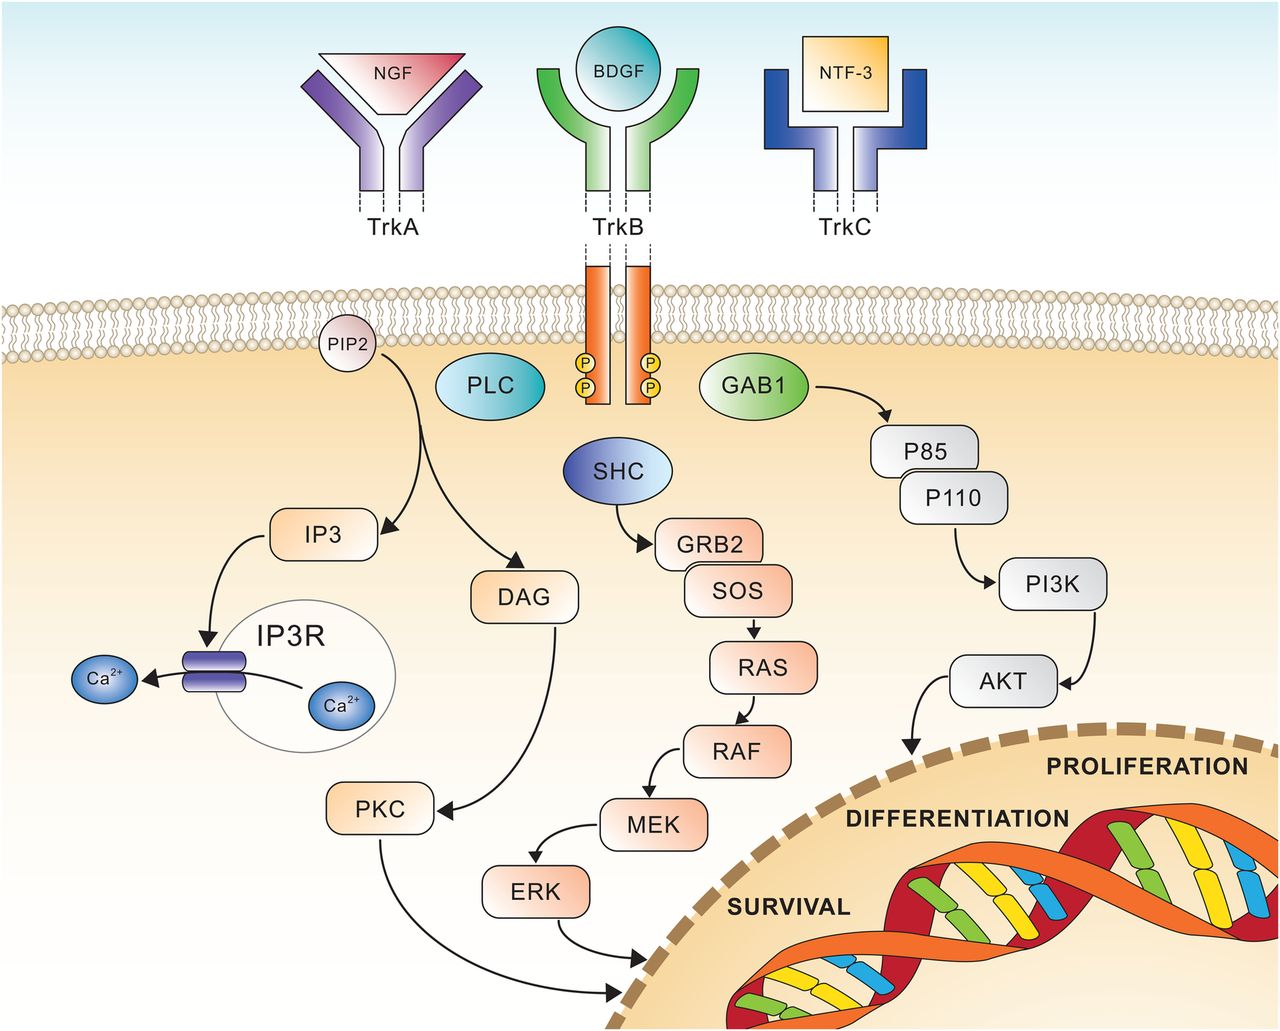 NGF
BDGF
NTF-3
TrkA
TrkB
TrkC
PIP2
PLC
P
P
P
P
GAB1
P85
P110
SHC
IP3
GRB2
SOS
DAG
PI3K
IP3R
RAS
AKT
Ca2+
Ca2+
RAF
PKC
MEK
ERK
PROLIFERATION
DIFFERENTIATION
SURVIVAL